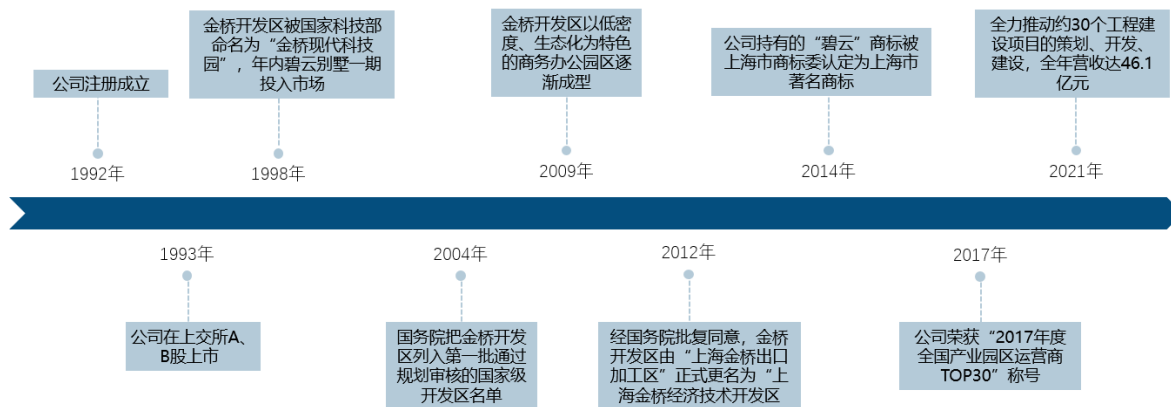 公司注册成立
1992年
金桥开发区被国家科技部
命名为“金桥现代科技
园”，年内碧云别墅一期
投入市场
1998年
金桥开发区以低密
度、生态化为特色
的商务办公园区逐
渐成型
2009年
公司持有的“碧云”商标被
上海市商标委认定为上海市
著名商标
2014年
全力推动约30个工程建
设项目的策划、开发、
建设，全年营收达46.1
亿元
2021年
1993年
公司在上交所A、
B股上市
2004年
国务院把金桥开发
区列入第一批通过
规划审核的国家级
开发区名单
2012年
经国务院批复同意，金桥
开发区由“上海金桥出口
加工区”正式更名为“上
海金桥经济技术开发区
2017年
公司荣获“2017年度
全国产业园区运营商
TOP30”称号